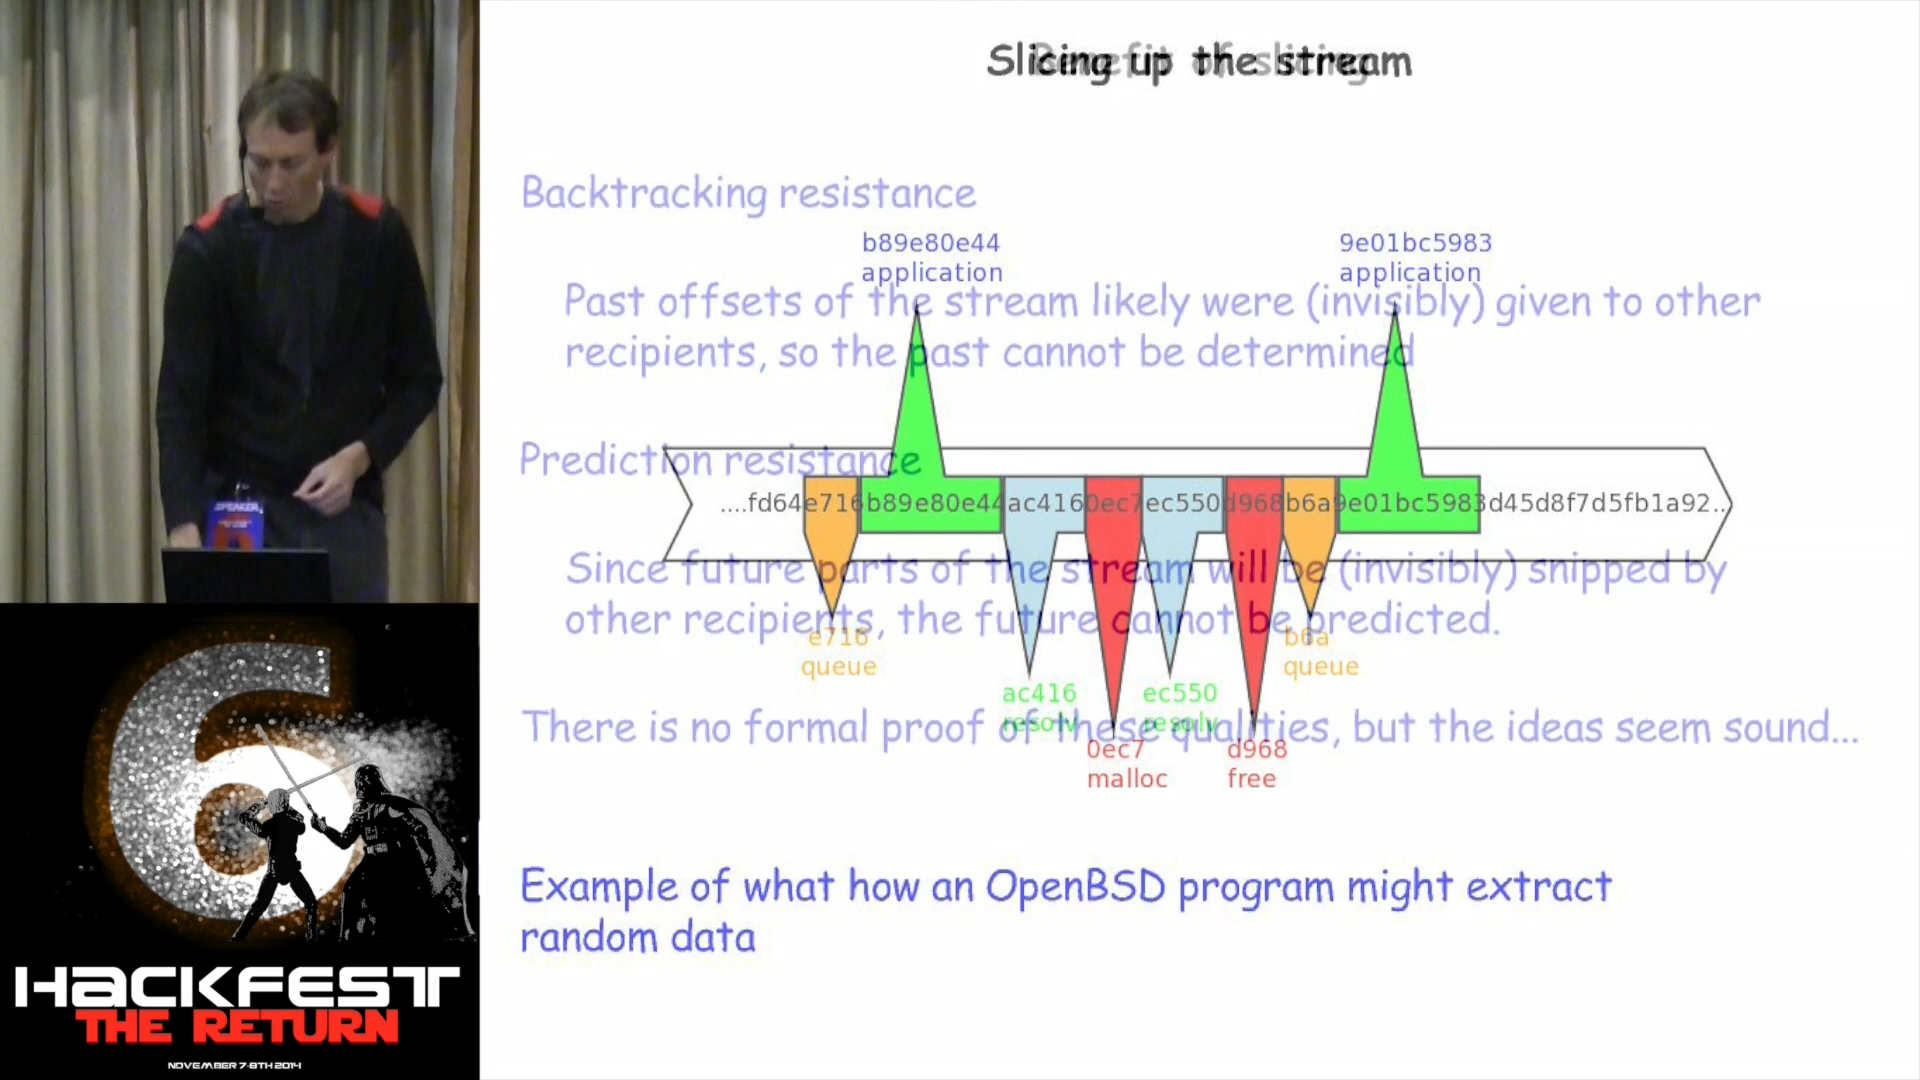 Slicing up the stream
Benefit of slicing
Backtracking resistance
b89e80e44
application
9e01bc5983
application
Past offsets of the stream likely were (invisibly) given to other
recipients, so the past cannot be determined
Prediction resistance
....fd64e716b89e80e44ac4160ec7ec550d968b6a9e01bc5983d45d8f7d5fb1a92...
Since future parts of the stream will be (invisibly) snipped by
other recipients, the future cannot be predicted.
e716
queue
b6a
queue
ac416
resolv
ec550
resolv
There is no formal proof of these qualities, but the ideas seem sound...
0ec7
malloc
d968
free
Example of what how an OpenBSD program might extract
random data
SPEAKER
6
HACKFEST
THE RETURN
NOVEMBER 7-8TH 2014